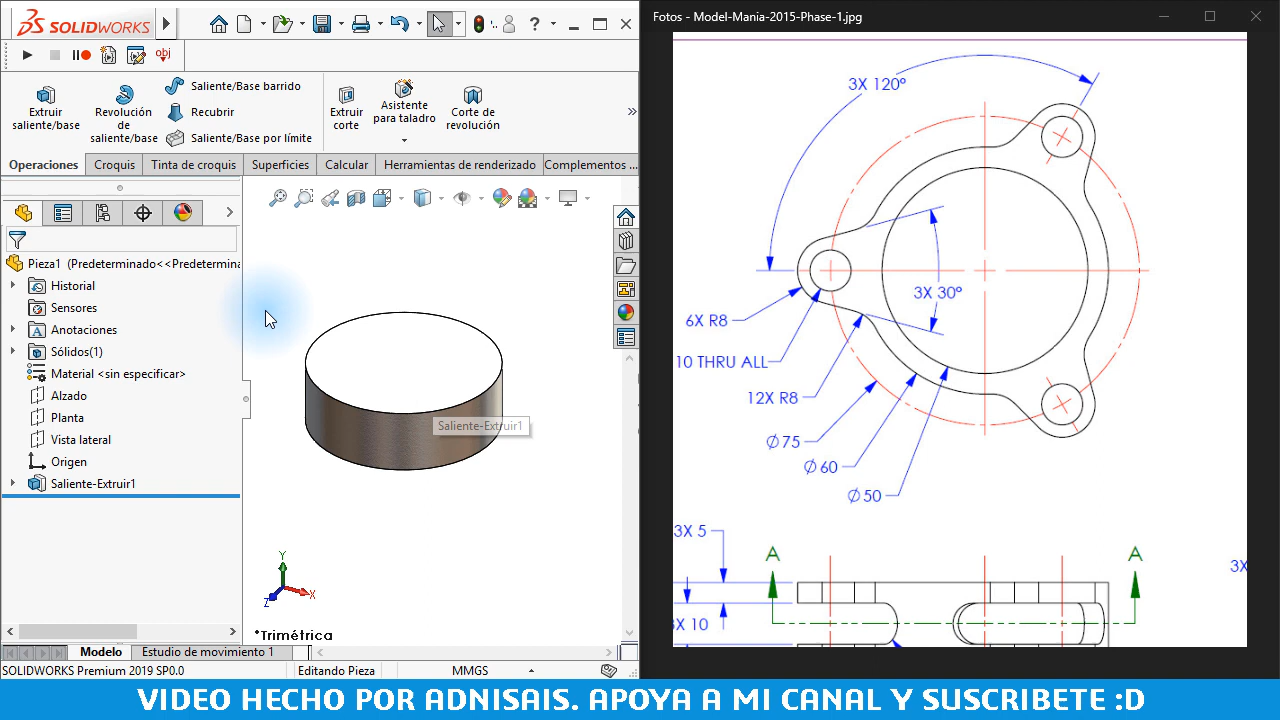 SOLIDWORKS
obj
Extruir saliente/base
Revolución de saliente/base
Saliente/Base barrido
Recubrir
Saliente/Base por límite
Extruir corte
Asistente para taladro
Corte de revolución
Operaciones
Croquis
Tinta de croquis
Superficies
Calcular
Herramientas de renderizado
Complementos ...
Pieza1 (Predeterminado<<Predetermina
Historial
Sensores
Anotaciones
Sólidos(1)
Material <sin especificar>
Alzado
Planta
Vista lateral
Origen
Saliente-Extruir1
Saliente-Extruir1
Y
X
Z
*Trimétrica
Modelo
Estudio de movimiento 1
SOLIDWORKS Premium 2019 SP0.0
Editando Pieza
MMGS
Fotos - Model-Mania-2015-Phase-1.jpg
3X 120°
3X 30°
6X R8
10 THRU ALL
12X R8
∅75
∅60
∅50
3X 5
A
A
3X
3X 10
VIDEO HECHO POR ADNISAIS. APOYA A MI CANAL Y SUSCRIBETE :D